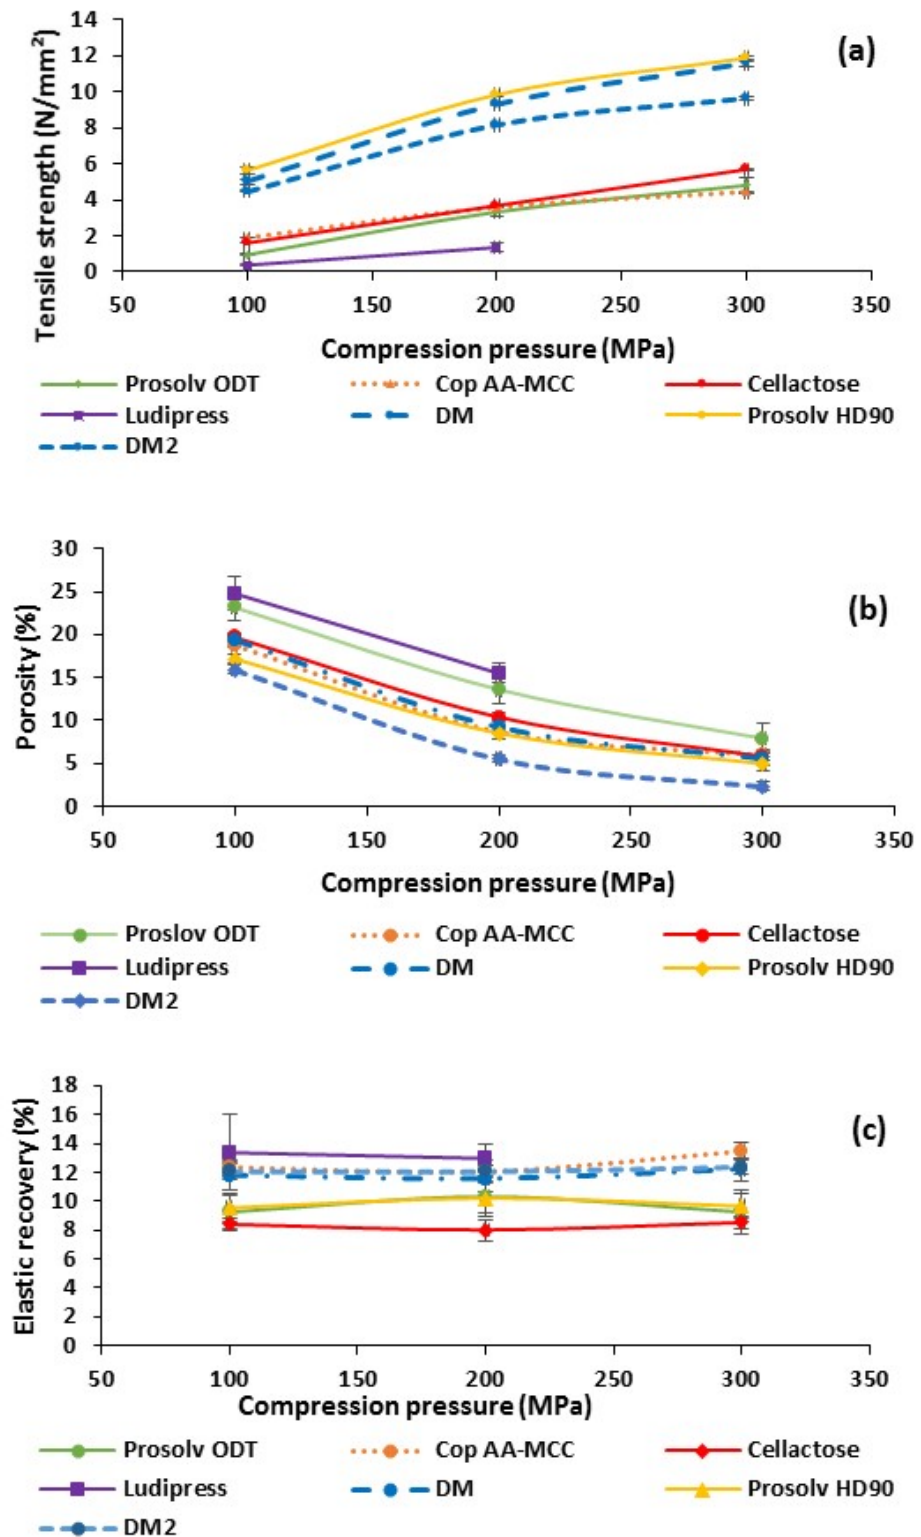 14
12
10
8
6
4
2
0
Tensile strength (N/mm²)
(a)
50 100 150 200 250 300 350
Compression pressure (MPa)
Prosolv ODT Cop AA-MCC Cellactose
Ludipress DM Prosolv HD90
DM2
30
25
20
15
10
5
0
Porosity (%)
(b)
50 100 150 200 250 300 350
Compression pressure (MPa)
Proslov ODT Cop AA-MCC Cellactose
Ludipress DM Prosolv HD90
DM2
18
16
14
12
10
8
6
4
2
0
Elastic recovery (%)
(c)
50 100 150 200 250 300 350
Compression pressure (MPa)
Prosolv ODT Cop AA-MCC Cellactose
Ludipress DM Prosolv HD90
DM2